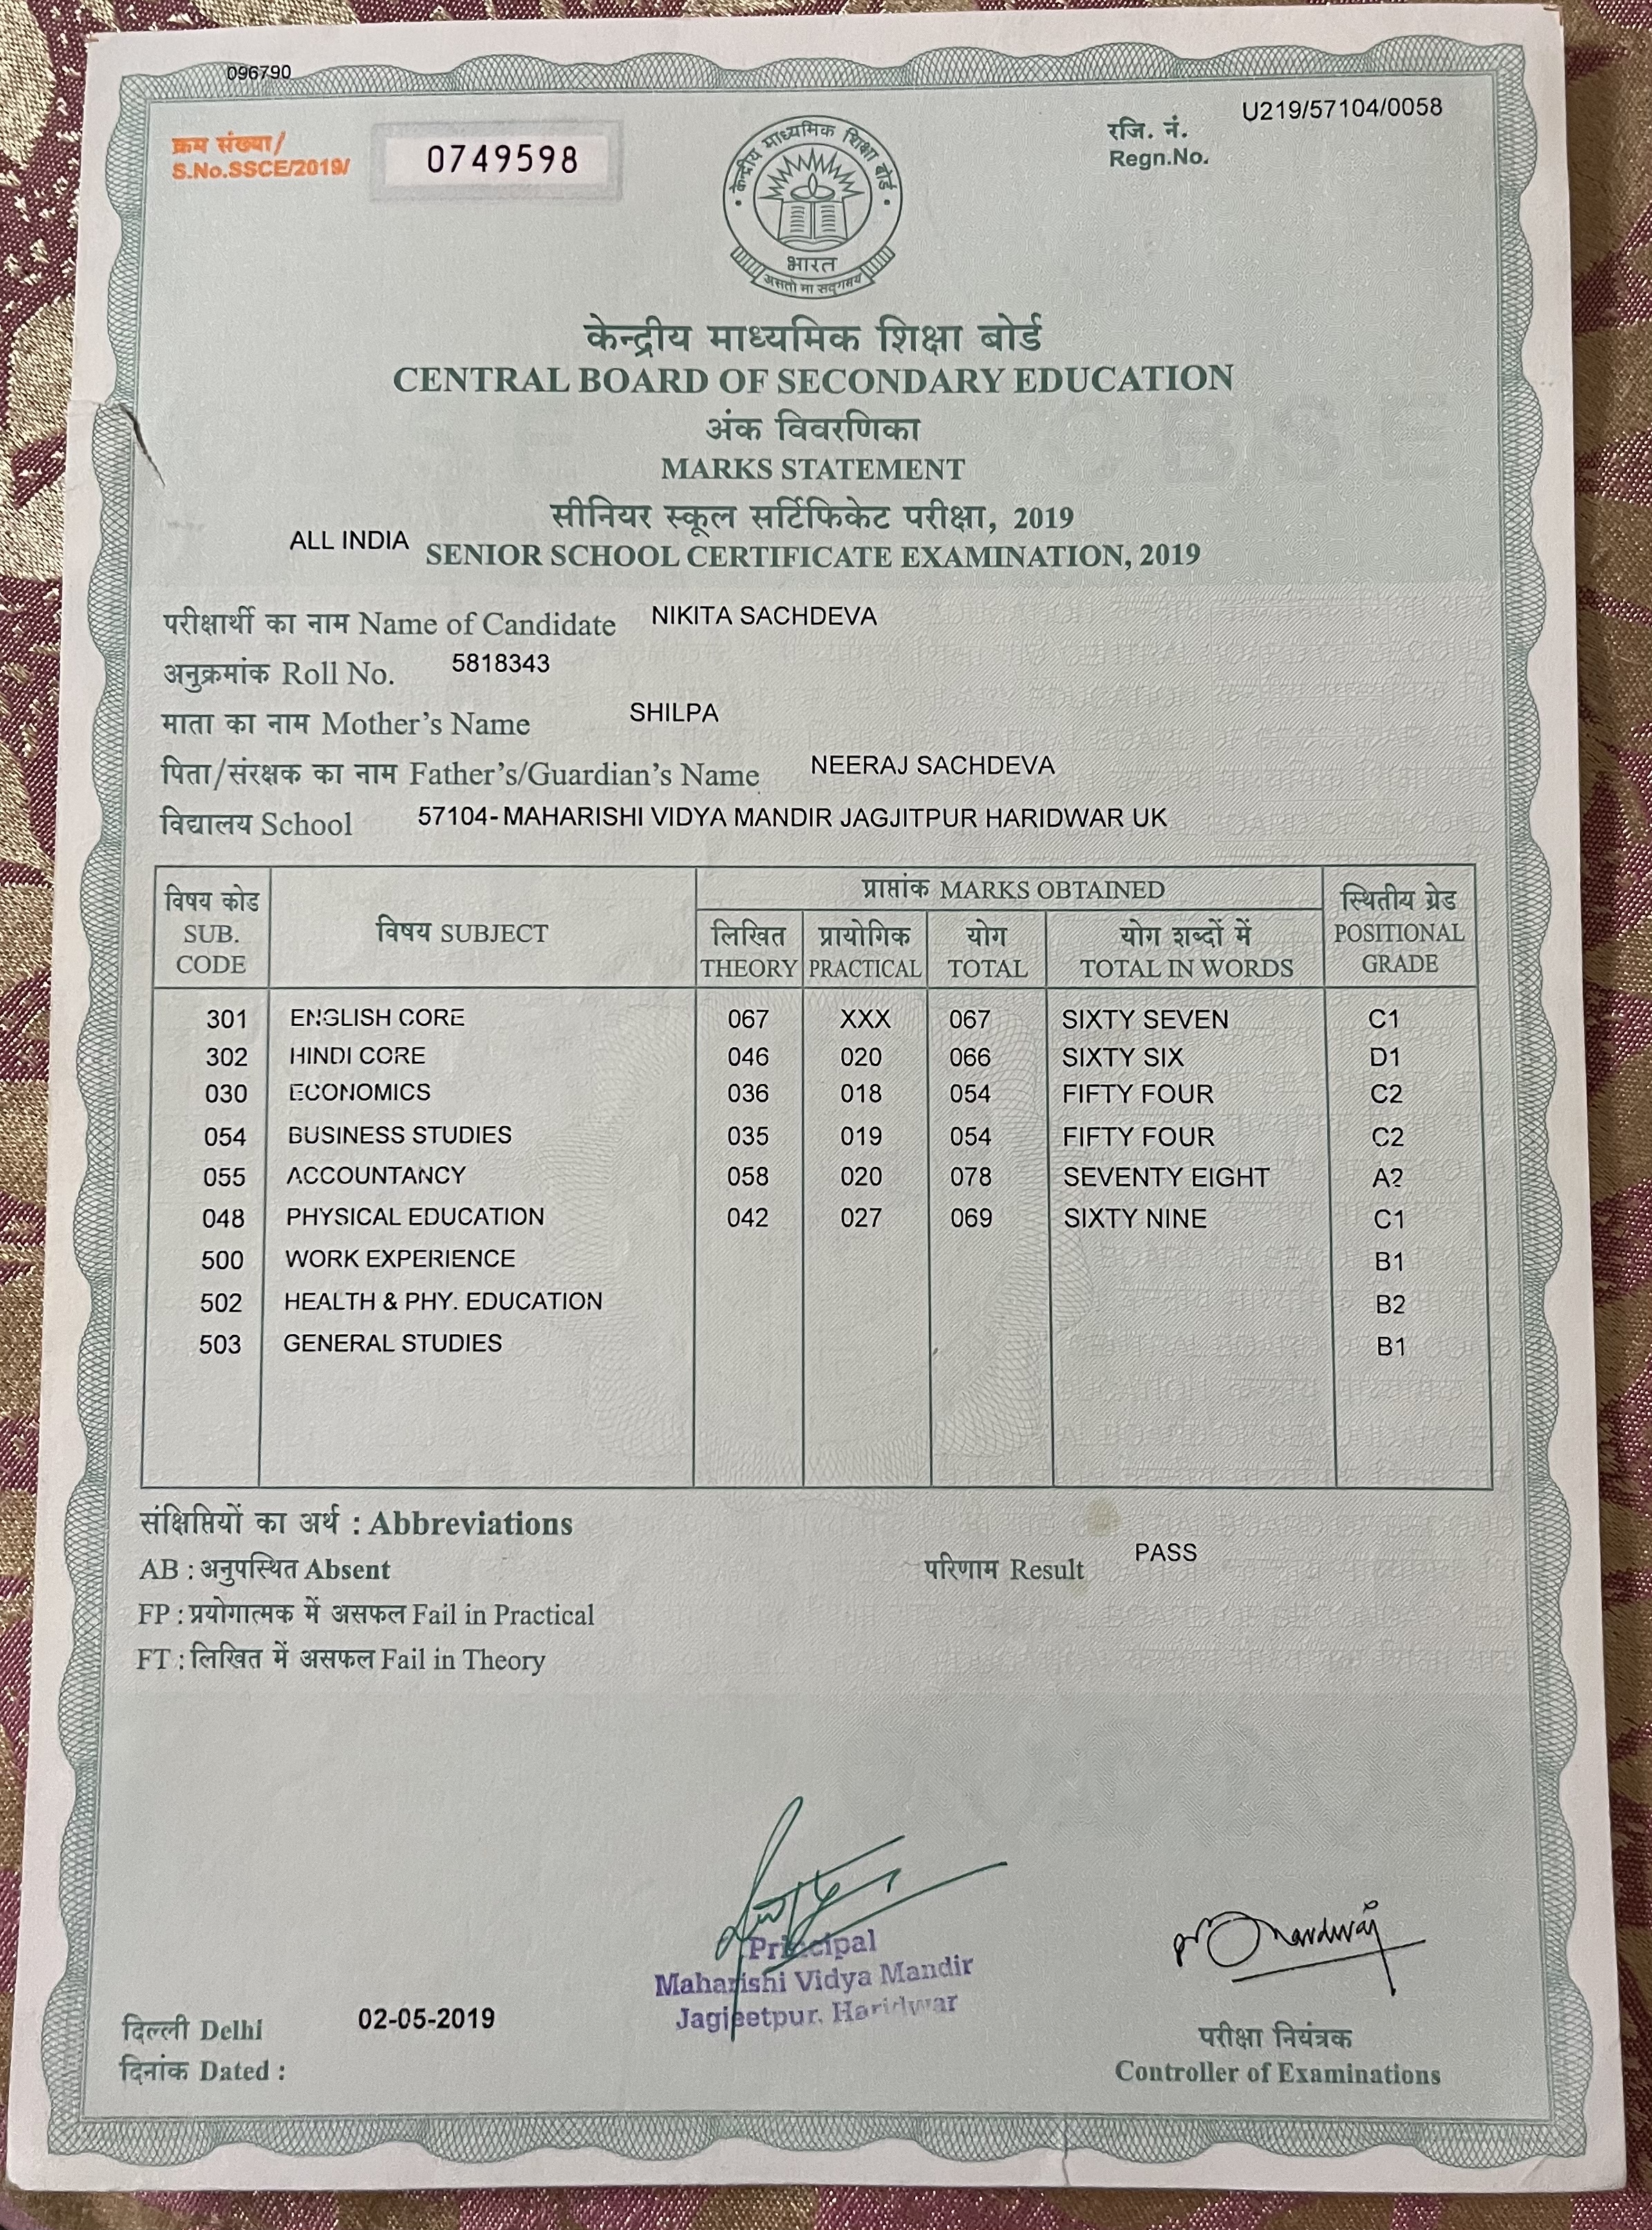 096790
क्रम संख्या/
S.No.SSCE/2019/
0749598
केन्द्रीय माध्यमिक शिक्षा बोर्ड
भारत
असतो मा सद्गमय
U219/57104/0058
रजि. नं.
Regn.No.
केन्द्रीय माध्यमिक शिक्षा बोर्ड
CENTRAL BOARD OF SECONDARY EDUCATION
अंक विवरणिका
MARKS STATEMENT
सीनियर स्कूल सर्टिफिकेट परीक्षा, 2019
ALL INDIA SENIOR SCHOOL CERTIFICATE EXAMINATION, 2019
परीक्षार्थी का नाम Name of Candidate NIKITA SACHDEVA
अनुक्रमांक Roll No. 5818343
माता का नाम Mother's Name SHILPA
पिता/संरक्षक का नाम Father's/Guardian's Name NEERAJ SACHDEVA
विद्यालय School 57104-MAHARISHI VIDYA MANDIR JAGJITPUR HARIDWAR UK
विषय कोड SUB. CODE विषय SUBJECT प्राप्तांक MARKS OBTAINED स्थितीय ग्रेड POSITIONAL GRADE
लिखित THEORY प्रायोगिक PRACTICAL योग TOTAL योग शब्दों में TOTAL IN WORDS
301 ENGLISH CORE 067 XXX 067 SIXTY SEVEN C1
302 HINDI CORE 046 020 066 SIXTY SIX D1
030 ECONOMICS 036 018 054 FIFTY FOUR C2
054 BUSINESS STUDIES 035 019 054 FIFTY FOUR C2
055 ACCOUNTANCY 058 020 078 SEVENTY EIGHT A2
048 PHYSICAL EDUCATION 042 027 069 SIXTY NINE C1
500 WORK EXPERIENCE B1
502 HEALTH & PHY. EDUCATION B2
503 GENERAL STUDIES B1
संक्षिप्तियों का अर्थ : Abbreviations
AB : अनुपस्थित Absent
परिणाम Result PASS
FP : प्रयोगात्मक में असफल Fail in Practical
FT : लिखित में असफल Fail in Theory
Principal
Maharishi Vidya Mandir
Jagjeetpur, Haridwar
दिल्ली Delhi
दिनांक Dated : 02-05-2019
परीक्षा नियंत्रक
Controller of Examinations